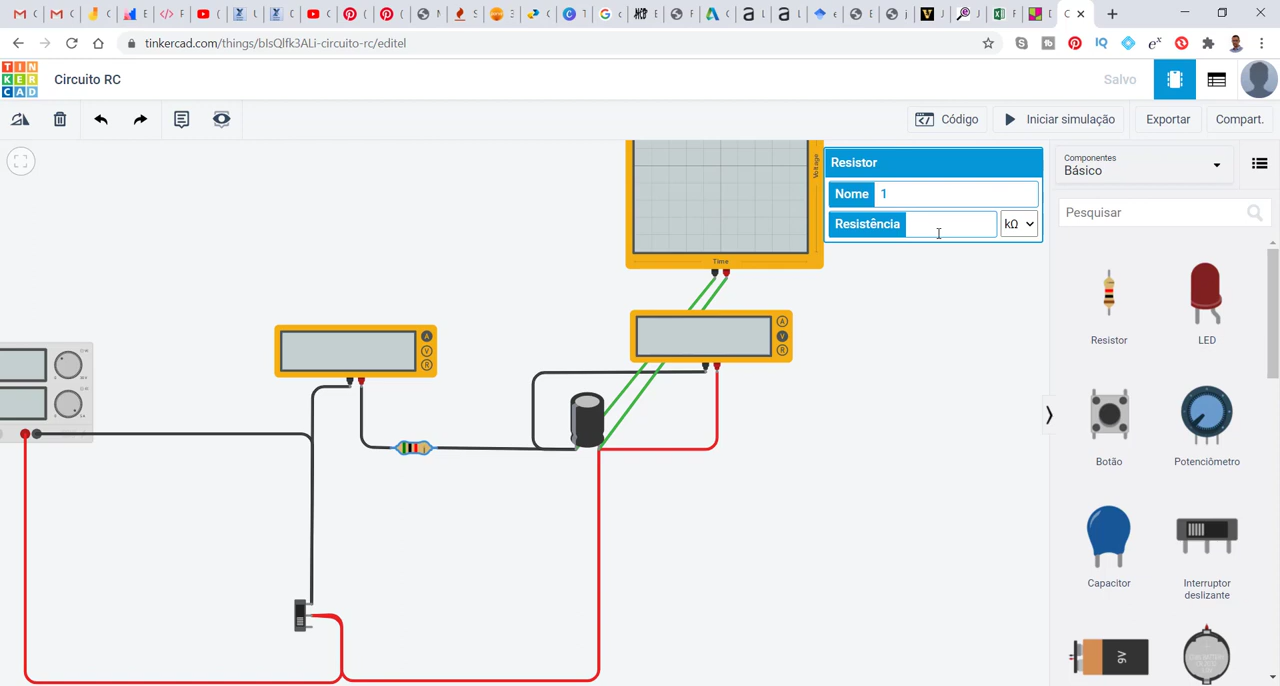 tinkercad.com/things/bIsQlfk3ALi-circuito-rc/editel
TIN
KER
CAD
Circuito RC
Salvo
Código
Iniciar simulação
Exportar
Compart.
Resistor
Nome 1
Resistência kΩ
Voltage
Time
A
V
R
A
V
R
Componentes
Básico
Pesquisar
Resistor
LED
Botão
Potenciômetro
Capacitor
Interruptor
deslizante
9V